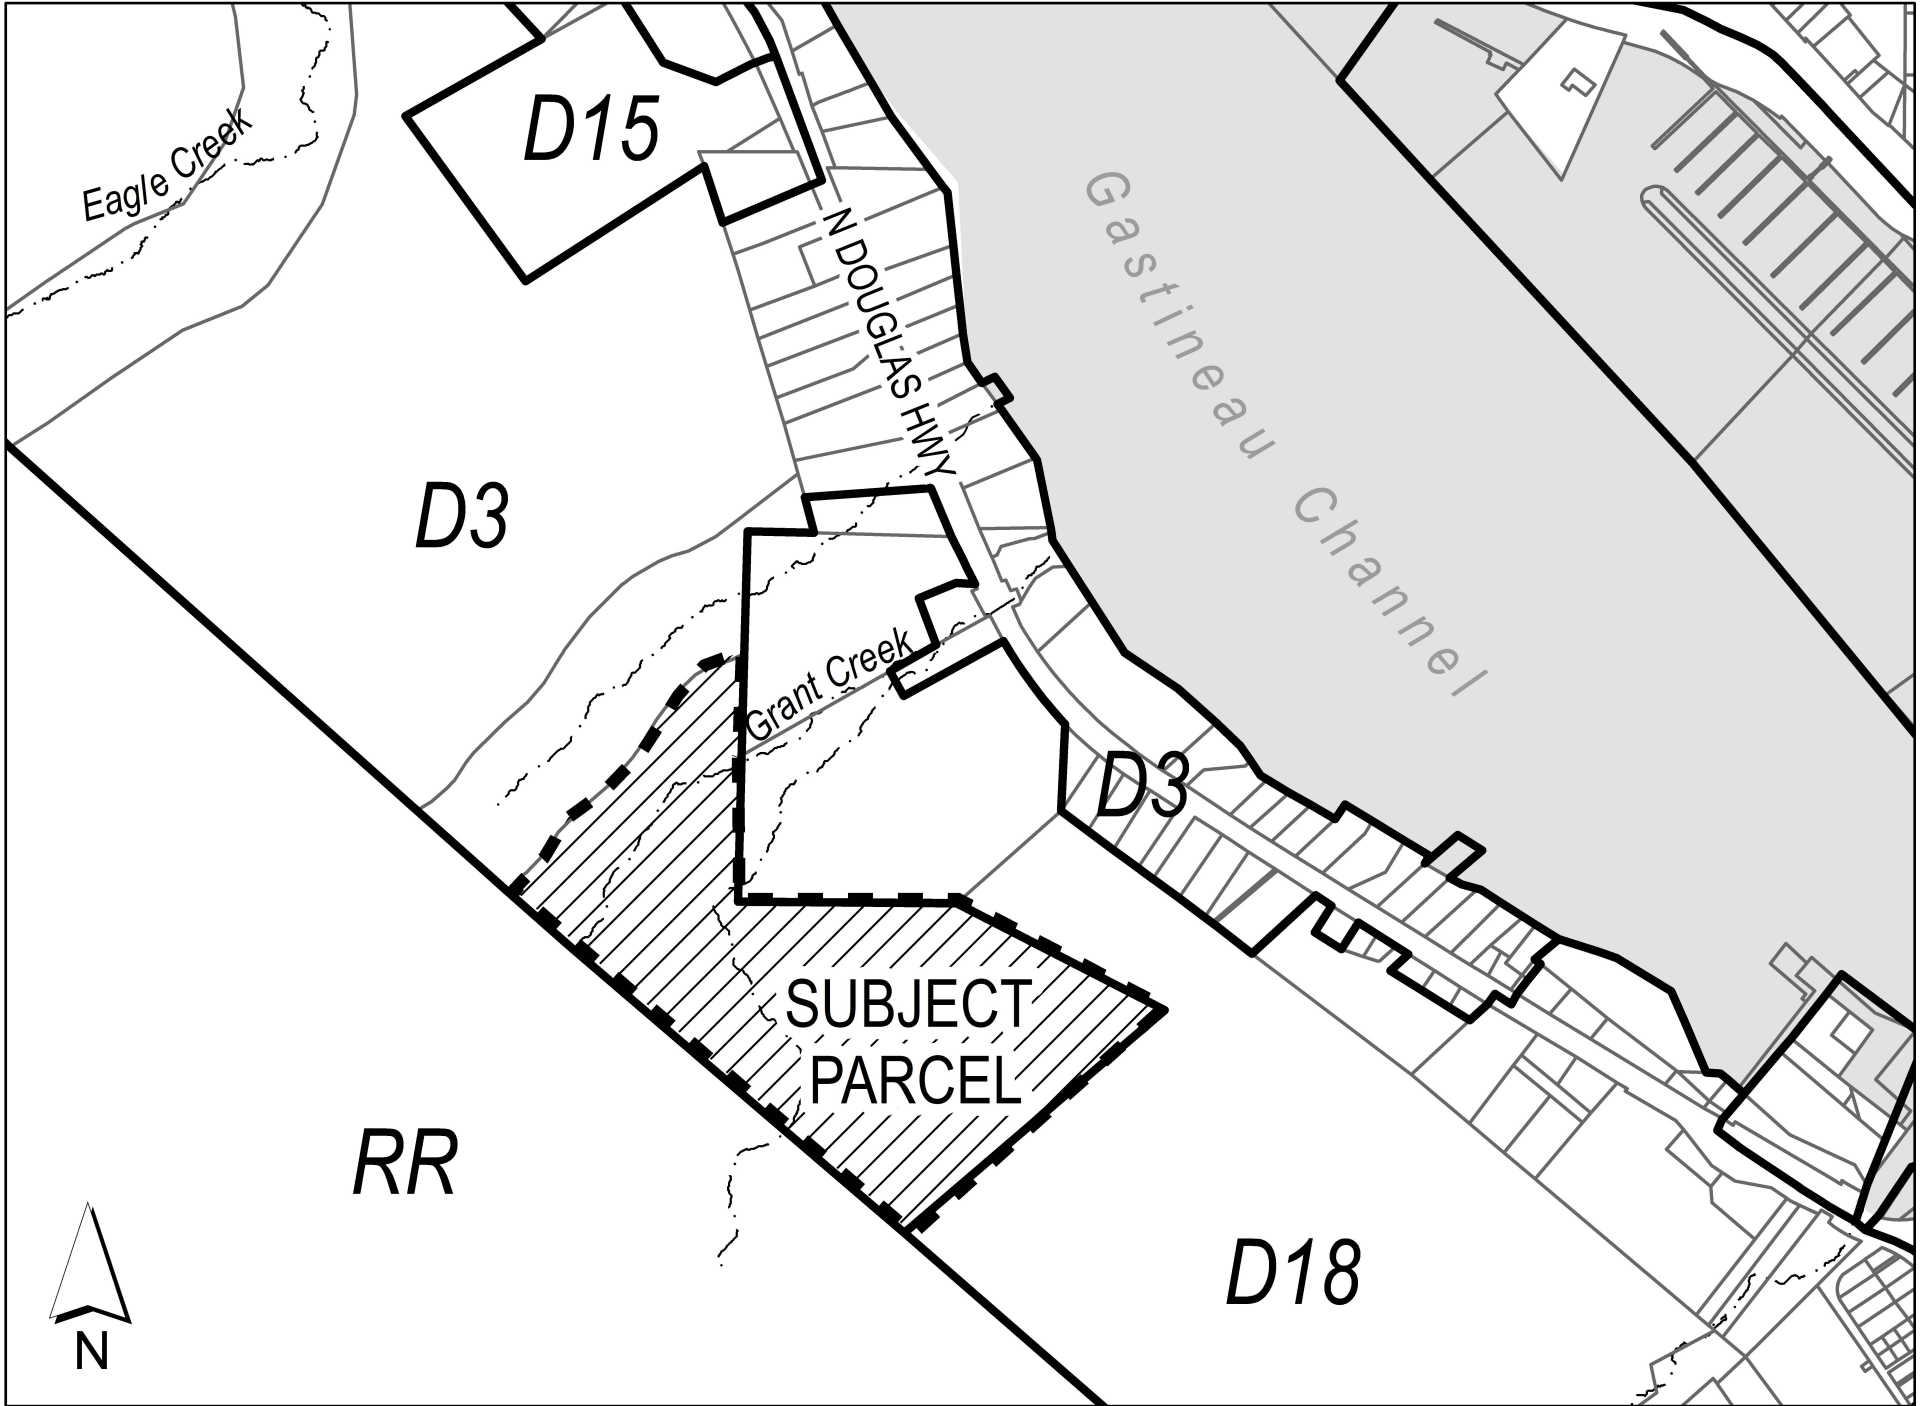 D15
Eagle Creek
Gastineau Channel
N DOUGLAS HWY
D3
Grant Creek
D3
SUBJECT
PARCEL
RR
D18
N